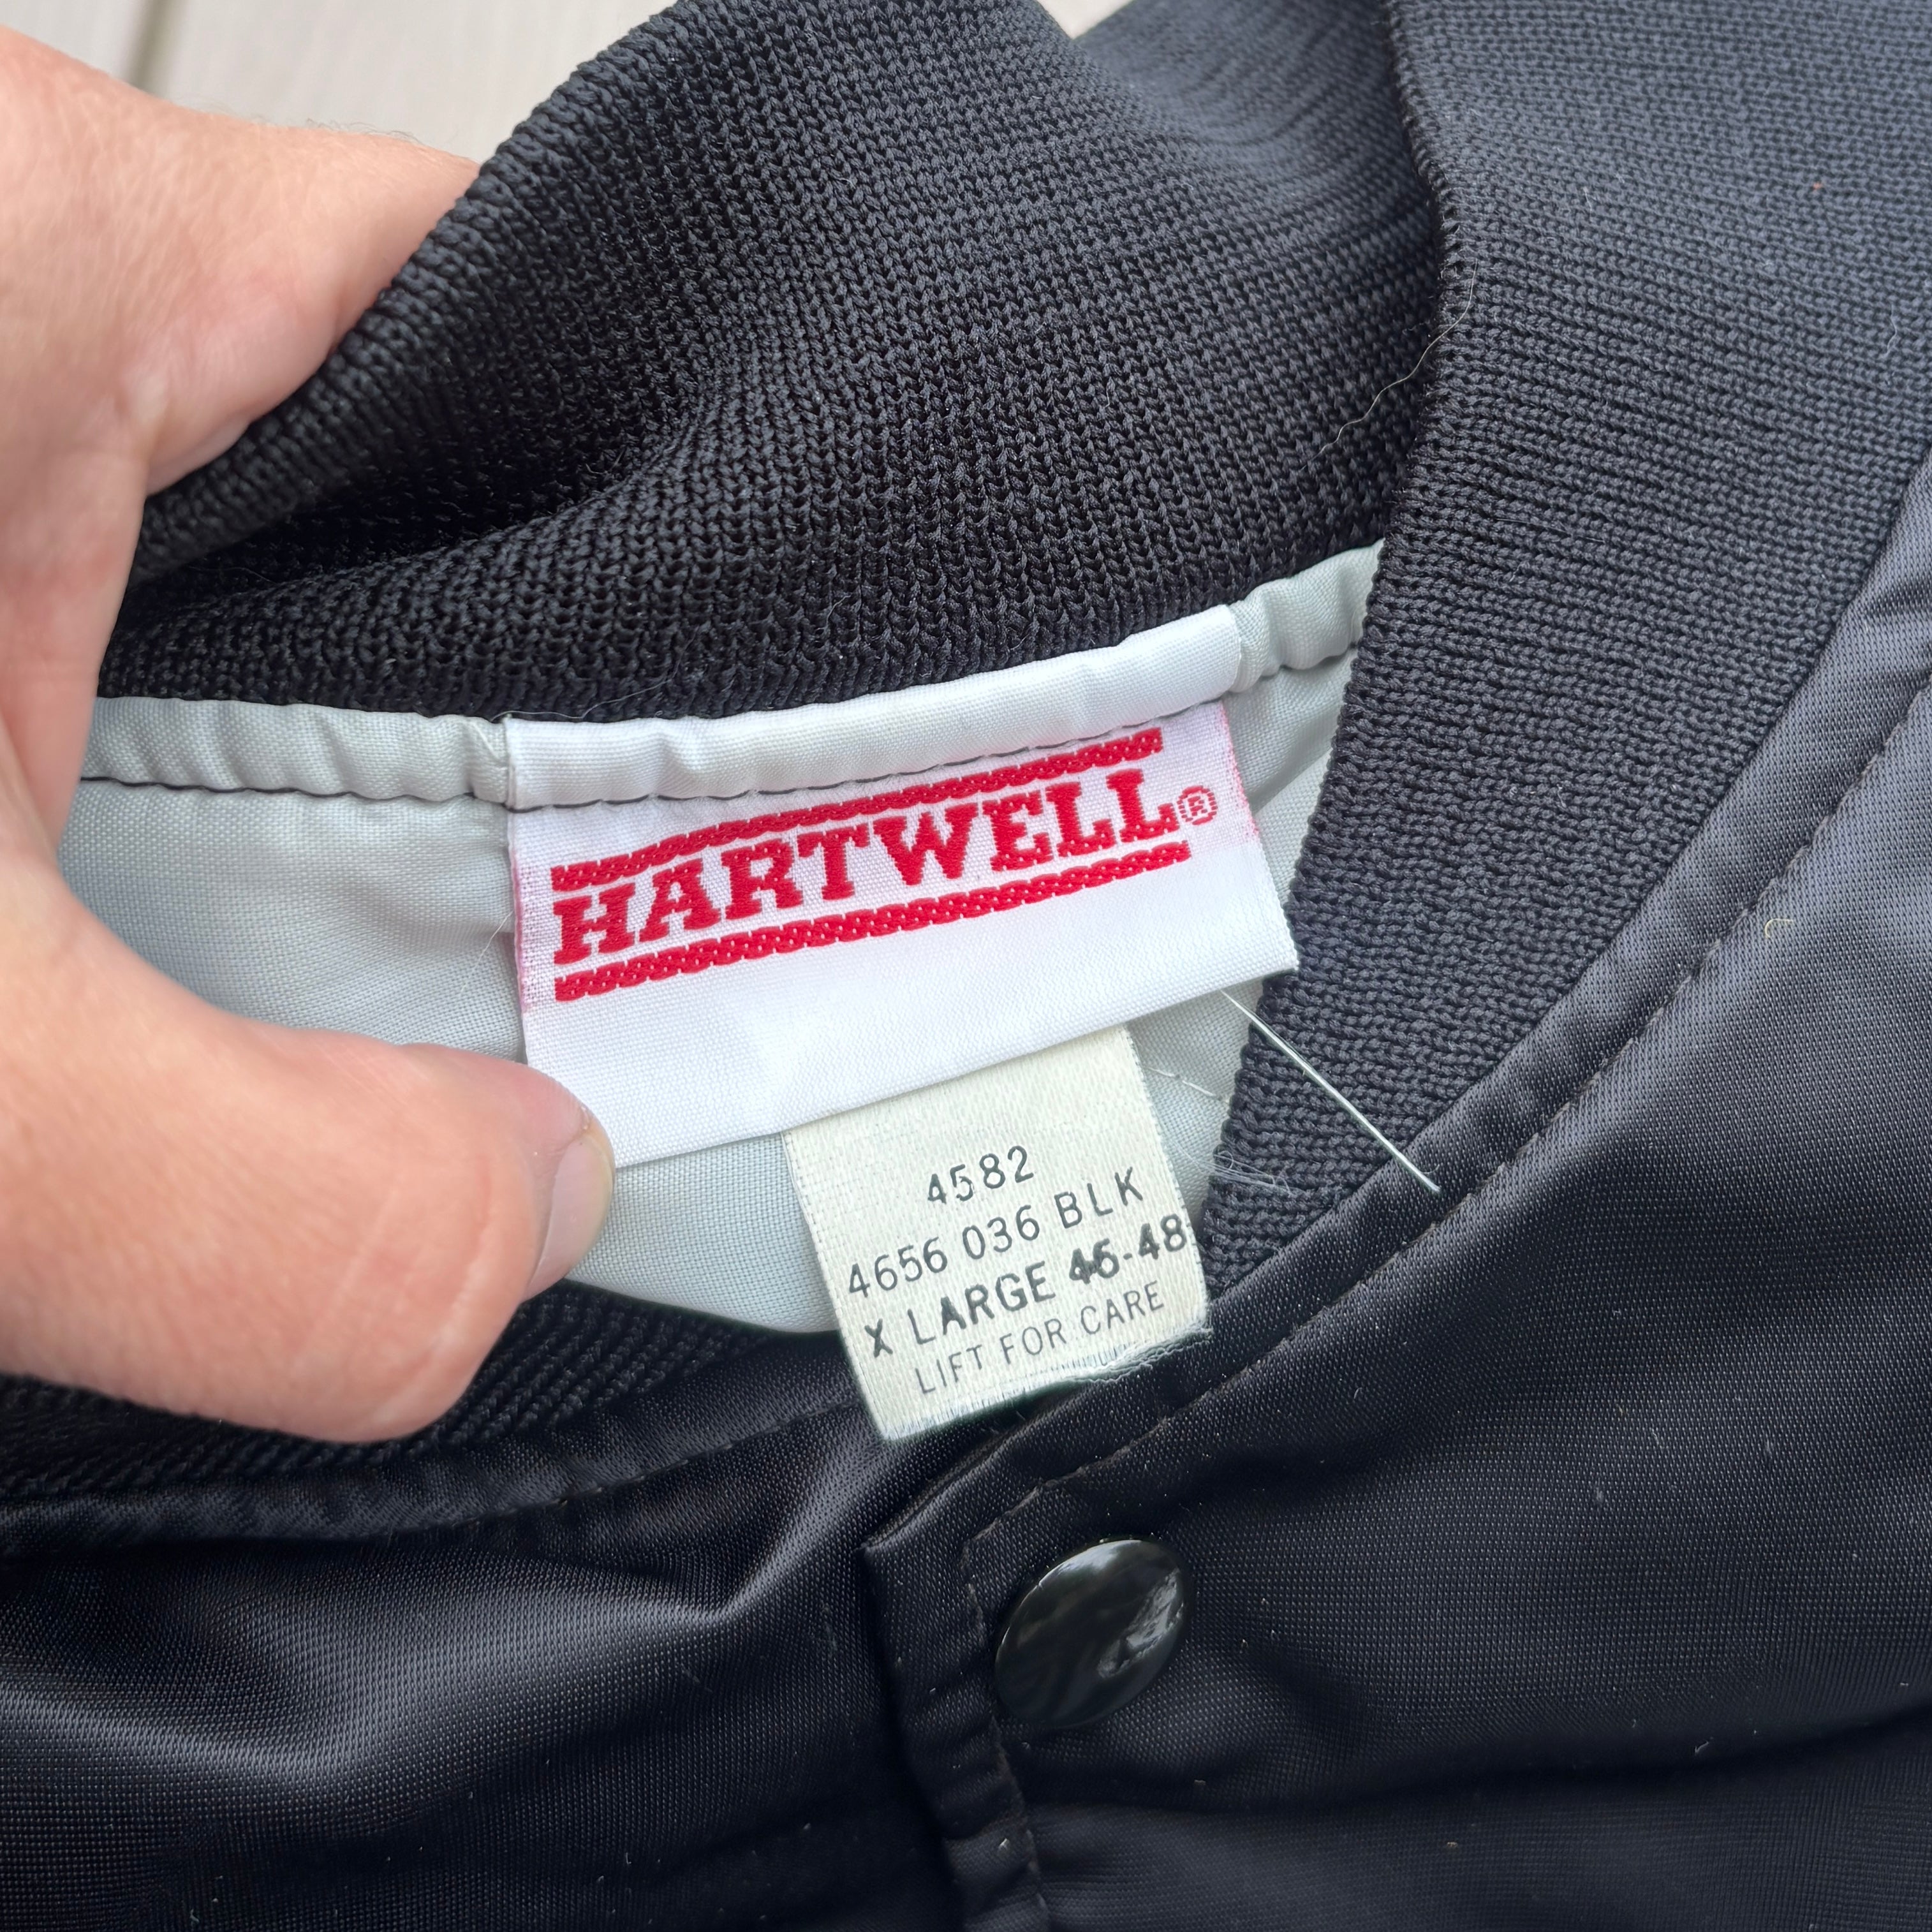 HARTWELL®
4582
4656 036 BLK
X LARGE 46-48
LIFT FOR CARE